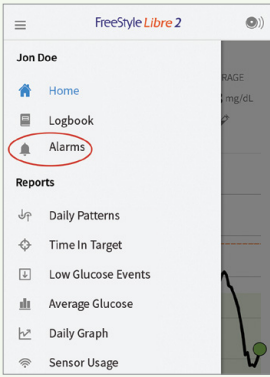 FreeStyle Libre 2
Jon Doe
Home
Logbook
Alarms
Reports
Daily Patterns
Time In Target
Low Glucose Events
Average Glucose
Daily Graph
Sensor Usage
RAGE
mg/dL